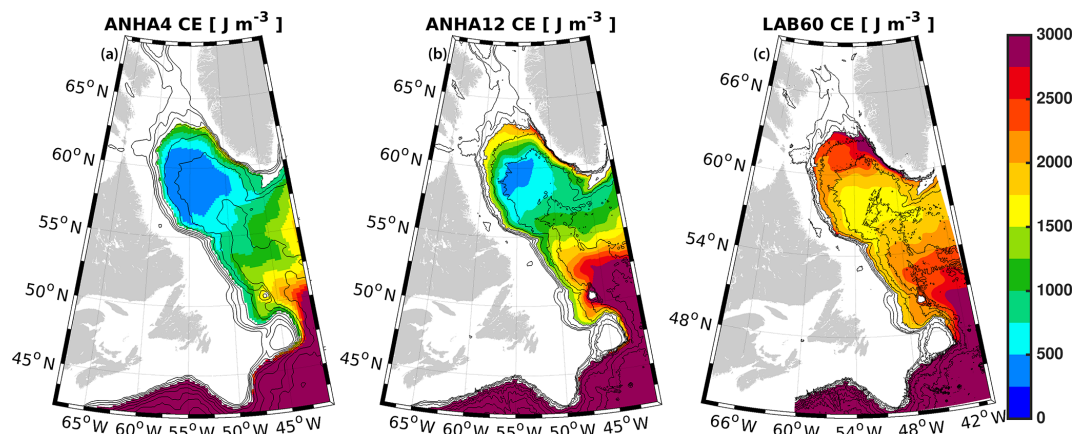 ANHA4 CE [ J m⁻³ ]
ANHA12 CE [ J m⁻³ ]
LAB60 CE [ J m⁻³ ]
(a)
(b)
(c)
65°N
60°N
55°N
50°N
45°N
65°W 60°W 55°W 50°W 45°W
65°N
60°N
55°N
50°N
45°N
65°W 60°W 55°W 50°W 45°W
66°N
60°N
54°N
48°N
66°W 60°W 54°W 48°W 42°W
3000
2500
2000
1500
1000
500
0